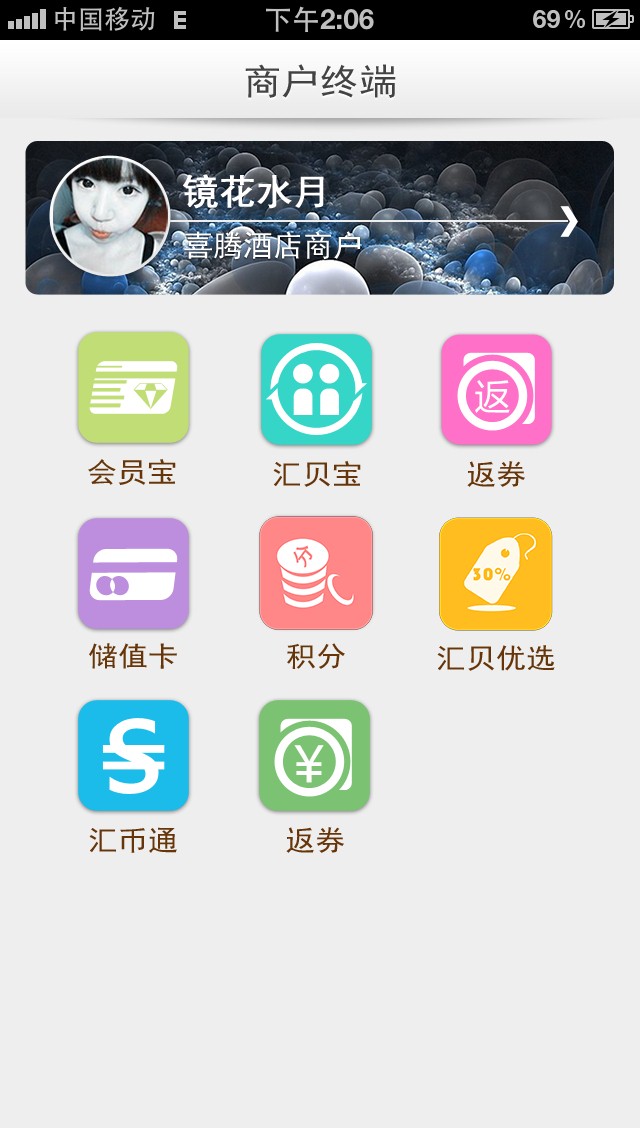 中国移动 E 下午2:06 69%
商户终端
镜花水月
喜腾酒店商户
返
会员宝 汇贝宝 返券
分 30%
储值卡 积分 汇贝优选
¥
汇币通 返券